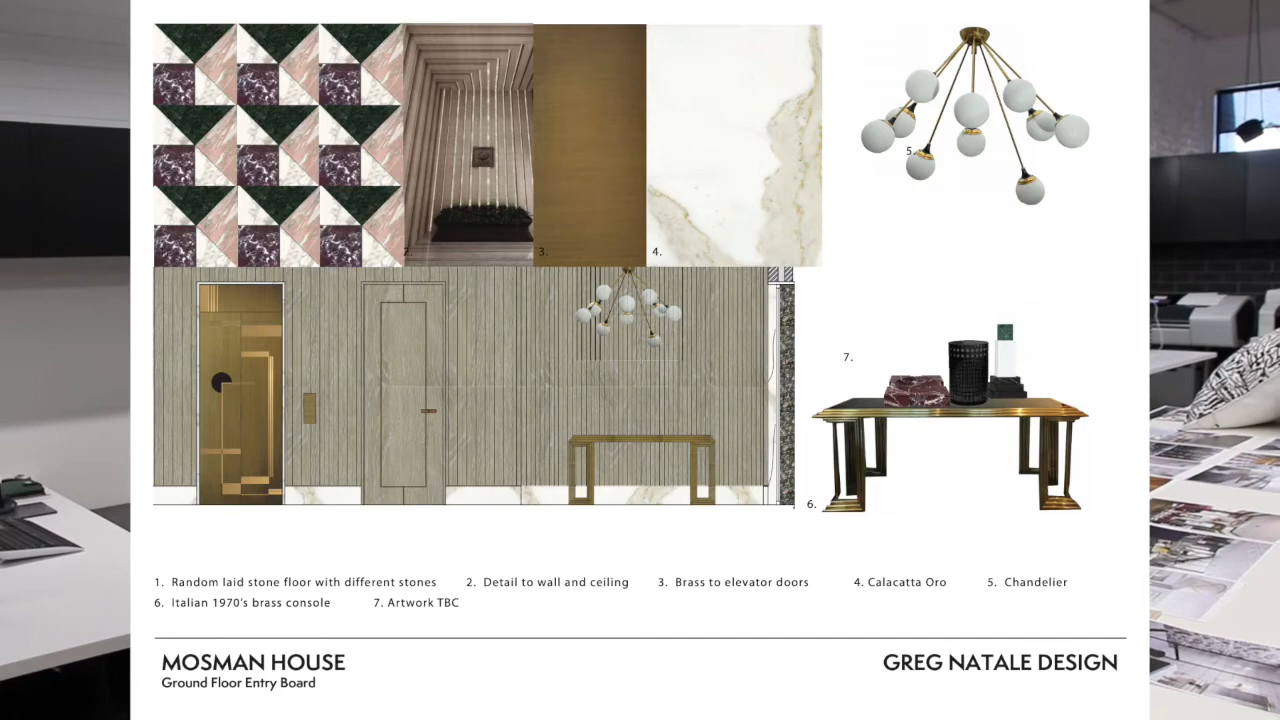 2.
3.
4.
5.
7.
6.
1. Random laid stone floor with different stones 2. Detail to wall and ceiling 3. Brass to elevator doors 4. Calacatta Oro 5. Chandelier
6. Italian 1970's brass console 7. Artwork TBC
MOSMAN HOUSE GREG NATALE DESIGN
Ground Floor Entry Board